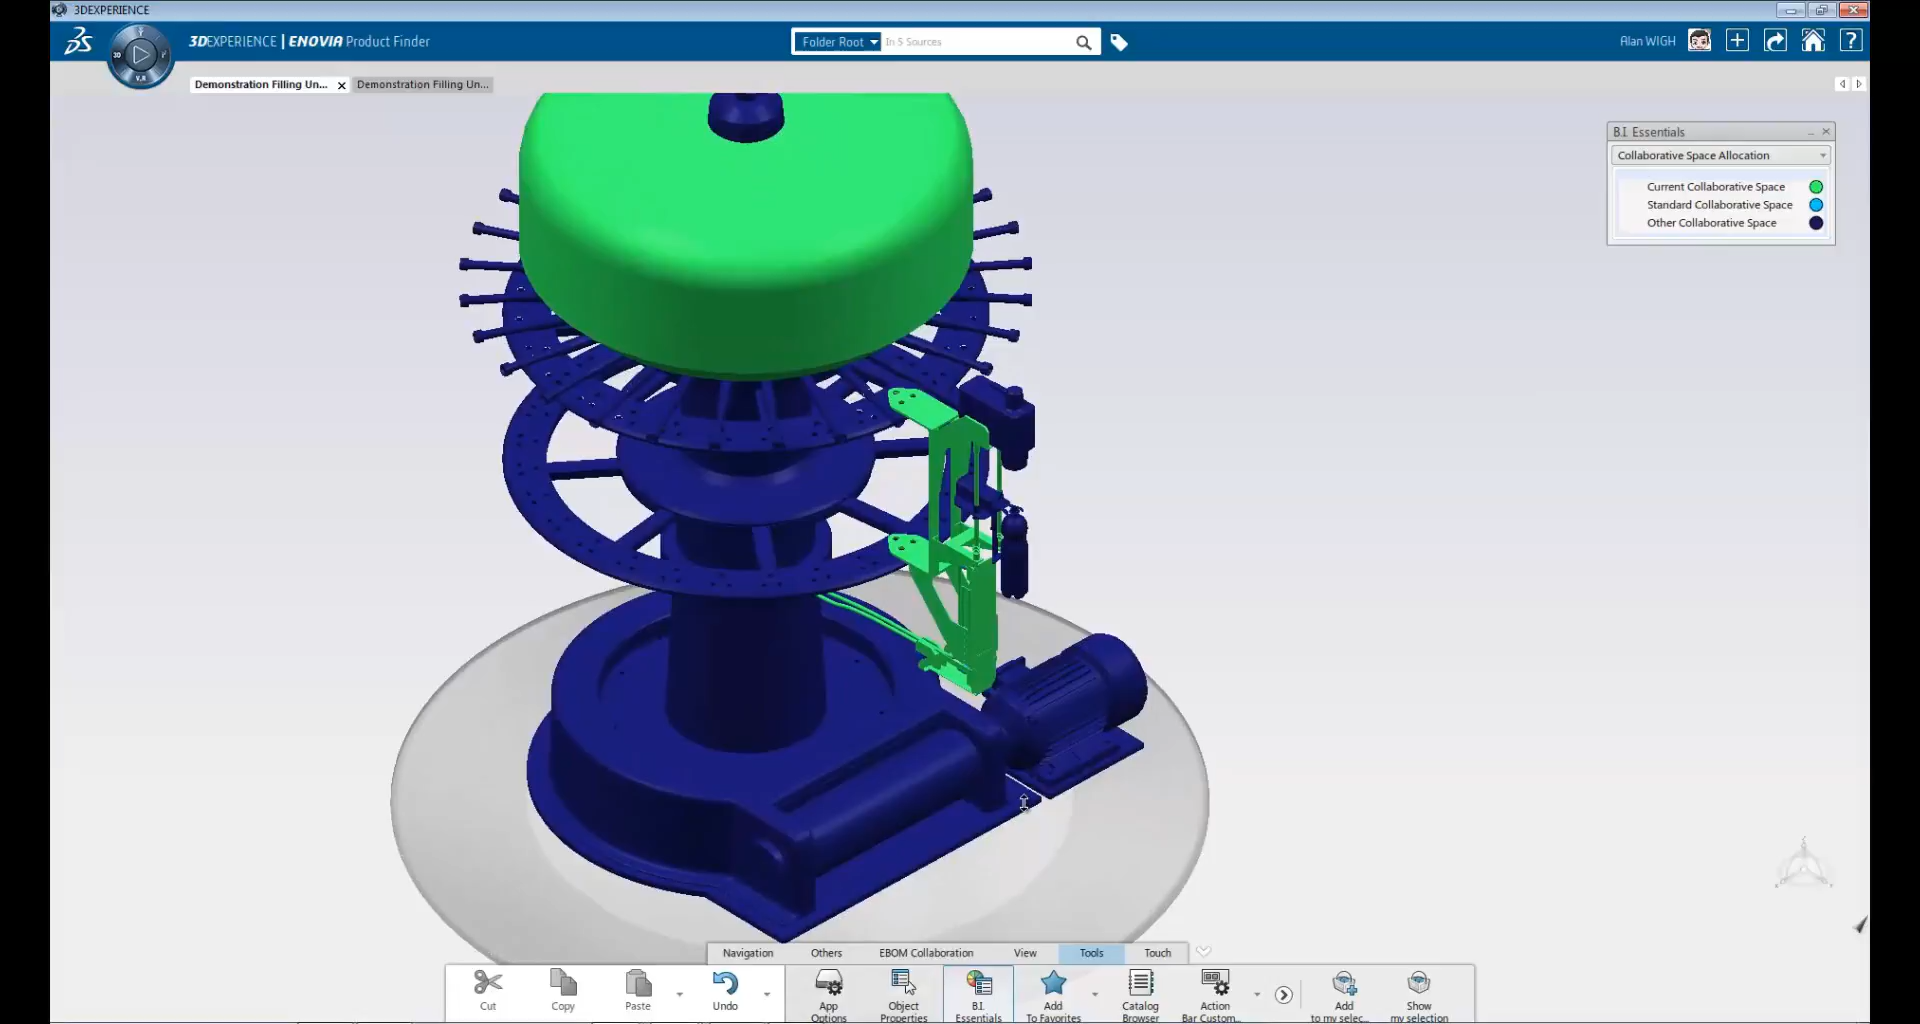 3DEXPERIENCE
3DEXPERIENCE | ENOVIA Product Finder
Folder Root
In 5 Sources
Alan WIGH
3D
V.R
Demonstration Filling Un...
Demonstration Filling Un...
B.I. Essentials
Collaborative Space Allocation
Current Collaborative Space
Standard Collaborative Space
Other Collaborative Space
Navigation
Others
EBOM Collaboration
View
Tools
Touch
Cut
Copy
Paste
Undo
App
Options
Object
Properties
B.I.
Essentials
Add
To Favorites
Catalog
Browser
Action
Bar Custom...
Add
to my selec...
Show
my selection